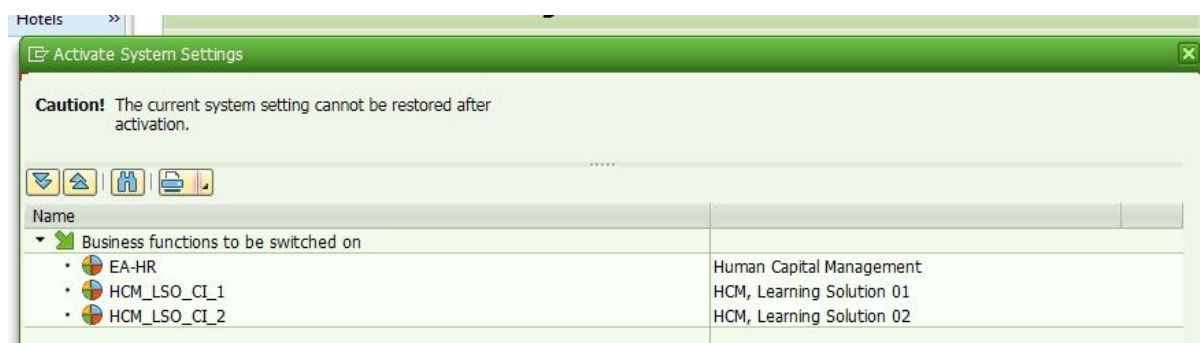 Hotels »
Activate System Settings
Caution! The current system setting cannot be restored after
activation.
Name
Business functions to be switched on
EA-HR Human Capital Management
HCM_LSO_CI_1 HCM, Learning Solution 01
HCM_LSO_CI_2 HCM, Learning Solution 02